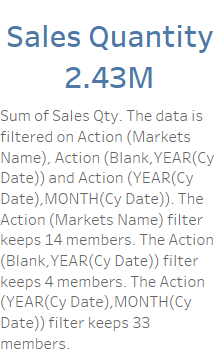 Sales Quantity
2.43M
Sum of Sales Qty. The data is
filtered on Action (Markets
Name), Action (Blank,YEAR(Cy
Date)) and Action (YEAR(Cy
Date),MONTH(Cy Date)). The
Action (Markets Name) filter
keeps 14 members. The Action
(Blank,YEAR(Cy Date)) filter
keeps 4 members. The Action
(YEAR(Cy Date),MONTH(Cy
Date)) filter keeps 33
members.